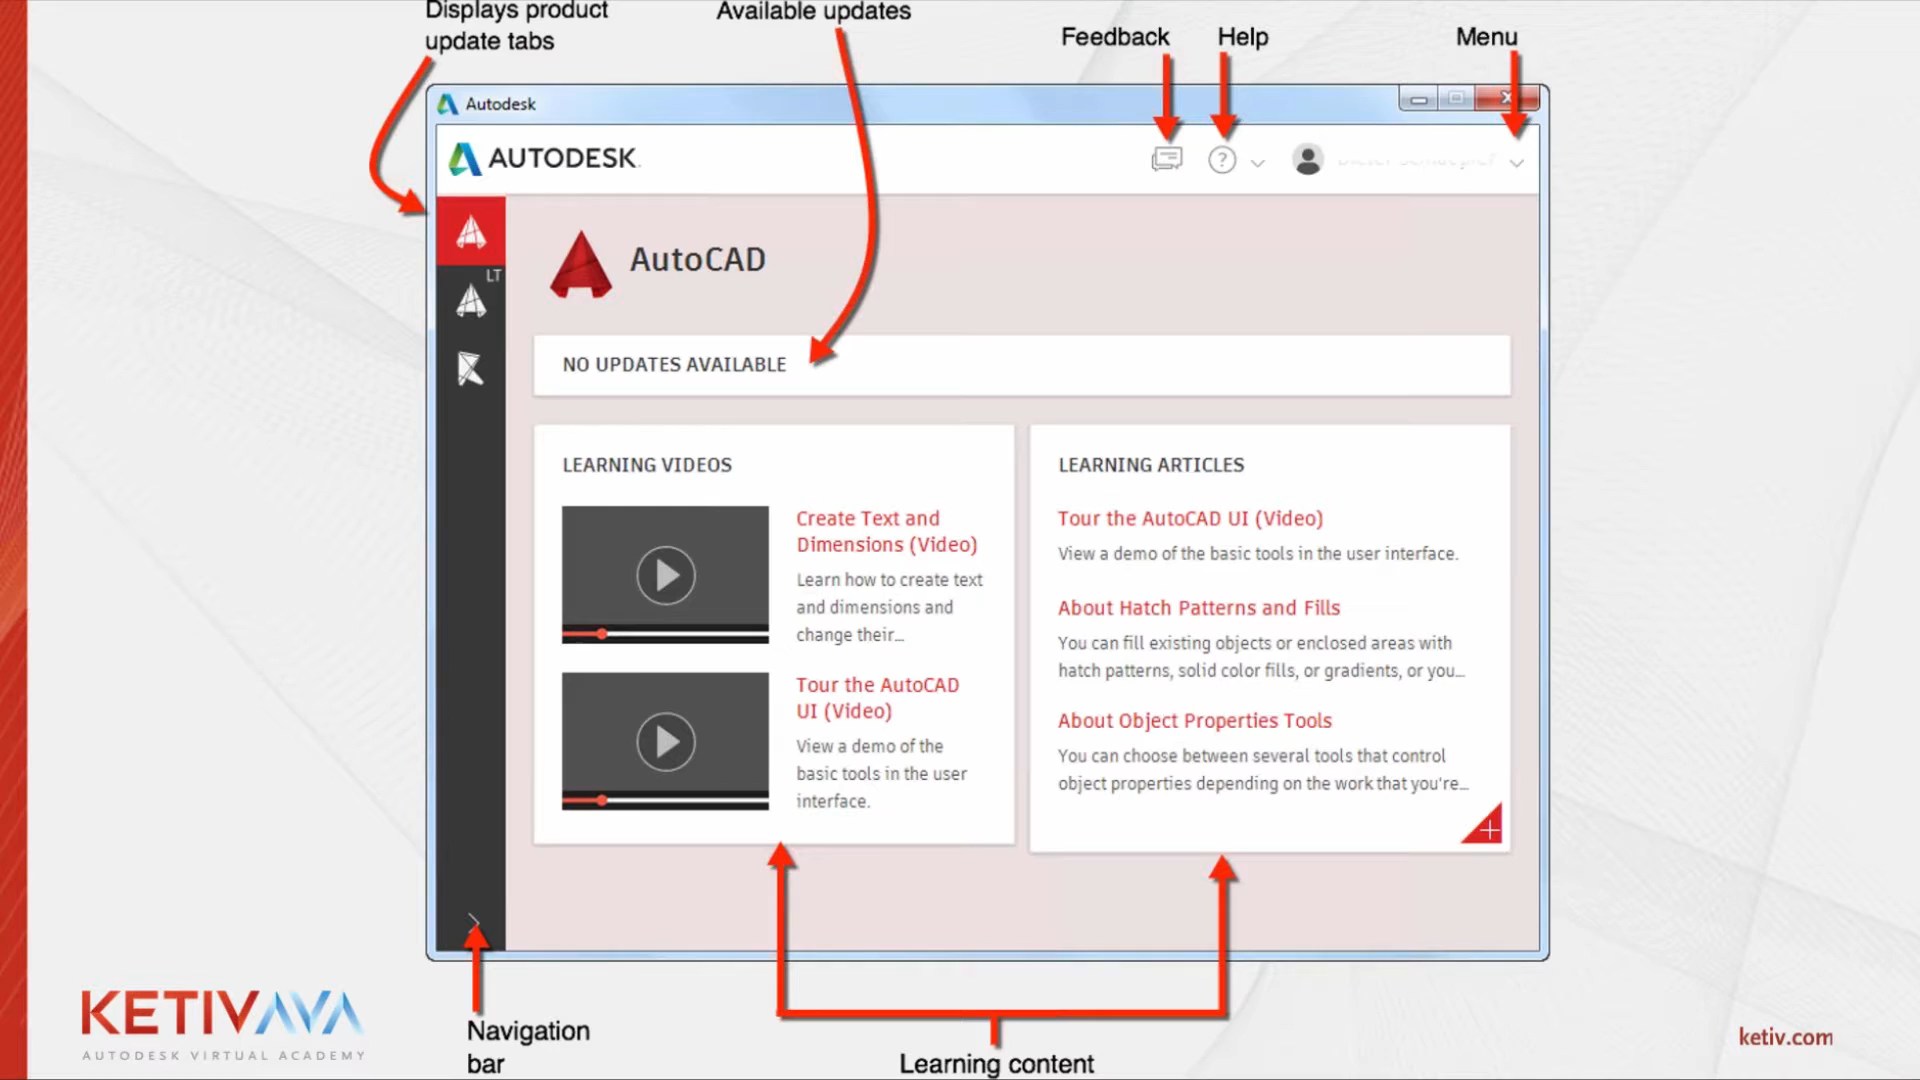 Displays product
update tabs
Available updates
Feedback
Help
Menu
Autodesk
AUTODESK.
LT
AutoCAD
NO UPDATES AVAILABLE
LEARNING VIDEOS
Create Text and
Dimensions (Video)
Learn how to create text
and dimensions and
change their...
Tour the AutoCAD
UI (Video)
View a demo of the
basic tools in the user
interface.
LEARNING ARTICLES
Tour the AutoCAD UI (Video)
View a demo of the basic tools in the user interface.
About Hatch Patterns and Fills
You can fill existing objects or enclosed areas with
hatch patterns, solid color fills, or gradients, or you...
About Object Properties Tools
You can choose between several tools that control
object properties depending on the work that you're...
Navigation
bar
Learning content
KETIVAVA
AUTODESK VIRTUAL ACADEMY
ketiv.com